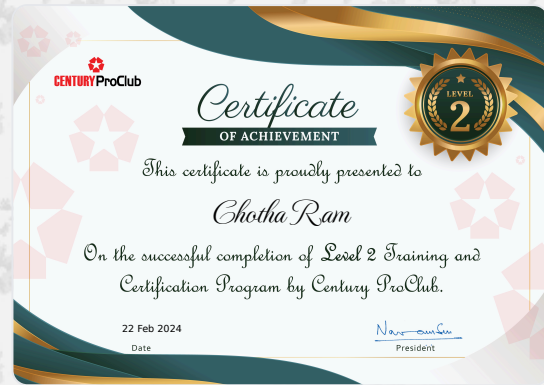 CENTURY ProClub
Certificate
OF ACHIEVEMENT
LEVEL
2
This certificate is proudly presented to
Chotha Ram
On the successful completion of Level 2 Training and
Certification Program by Century ProClub.
22 Feb 2024
Date
President